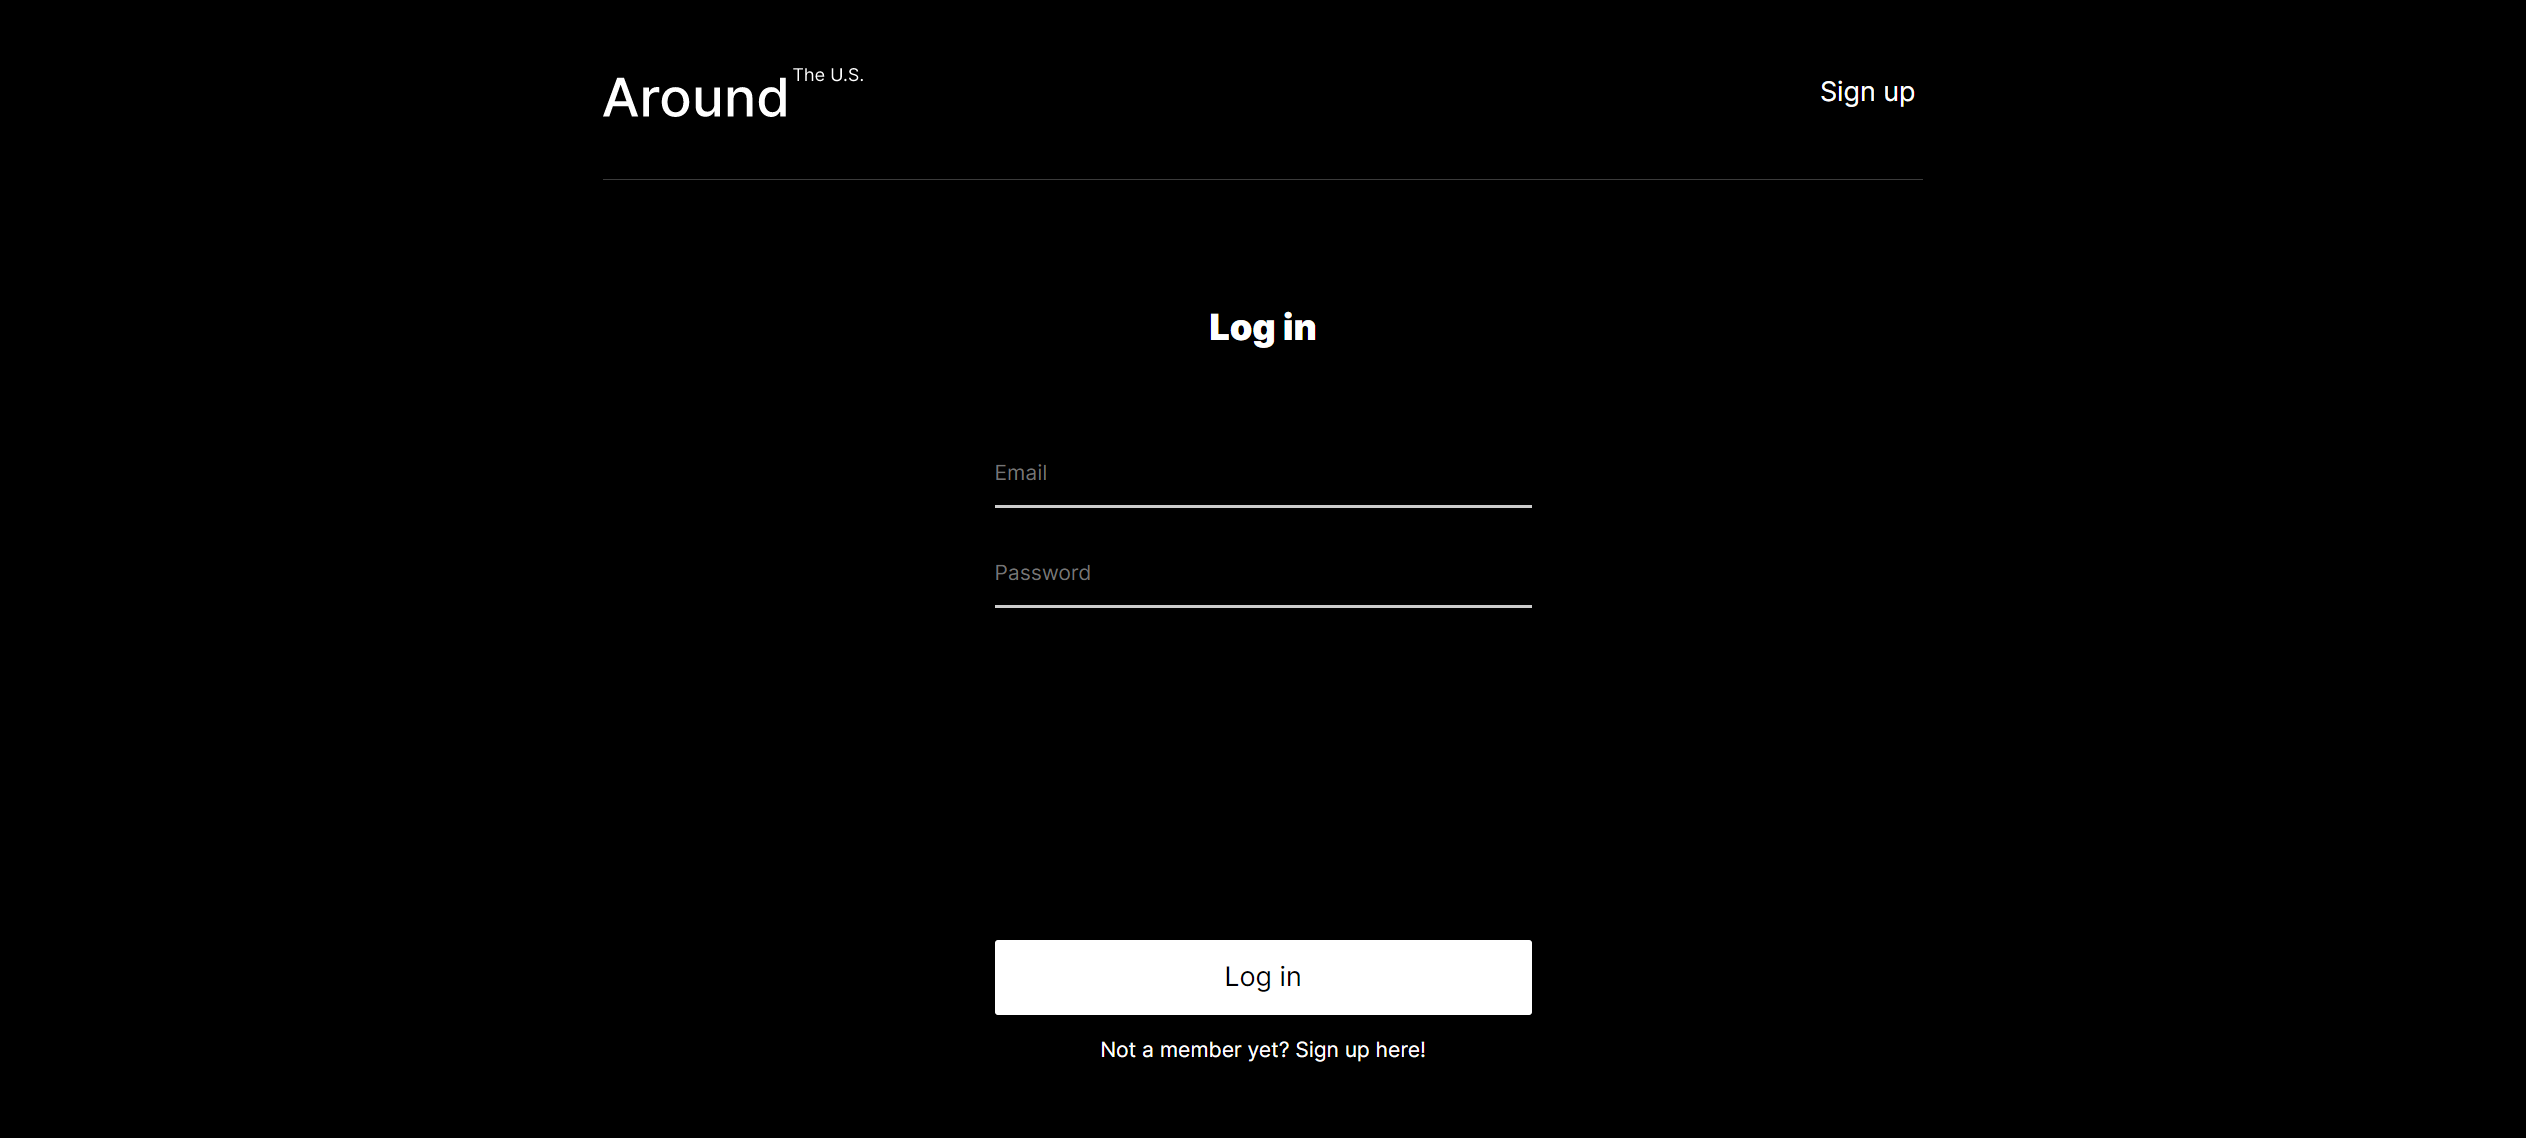 Around The U.S.
Sign up
Log in
Email
Password
Log in
Not a member yet? Sign up here!